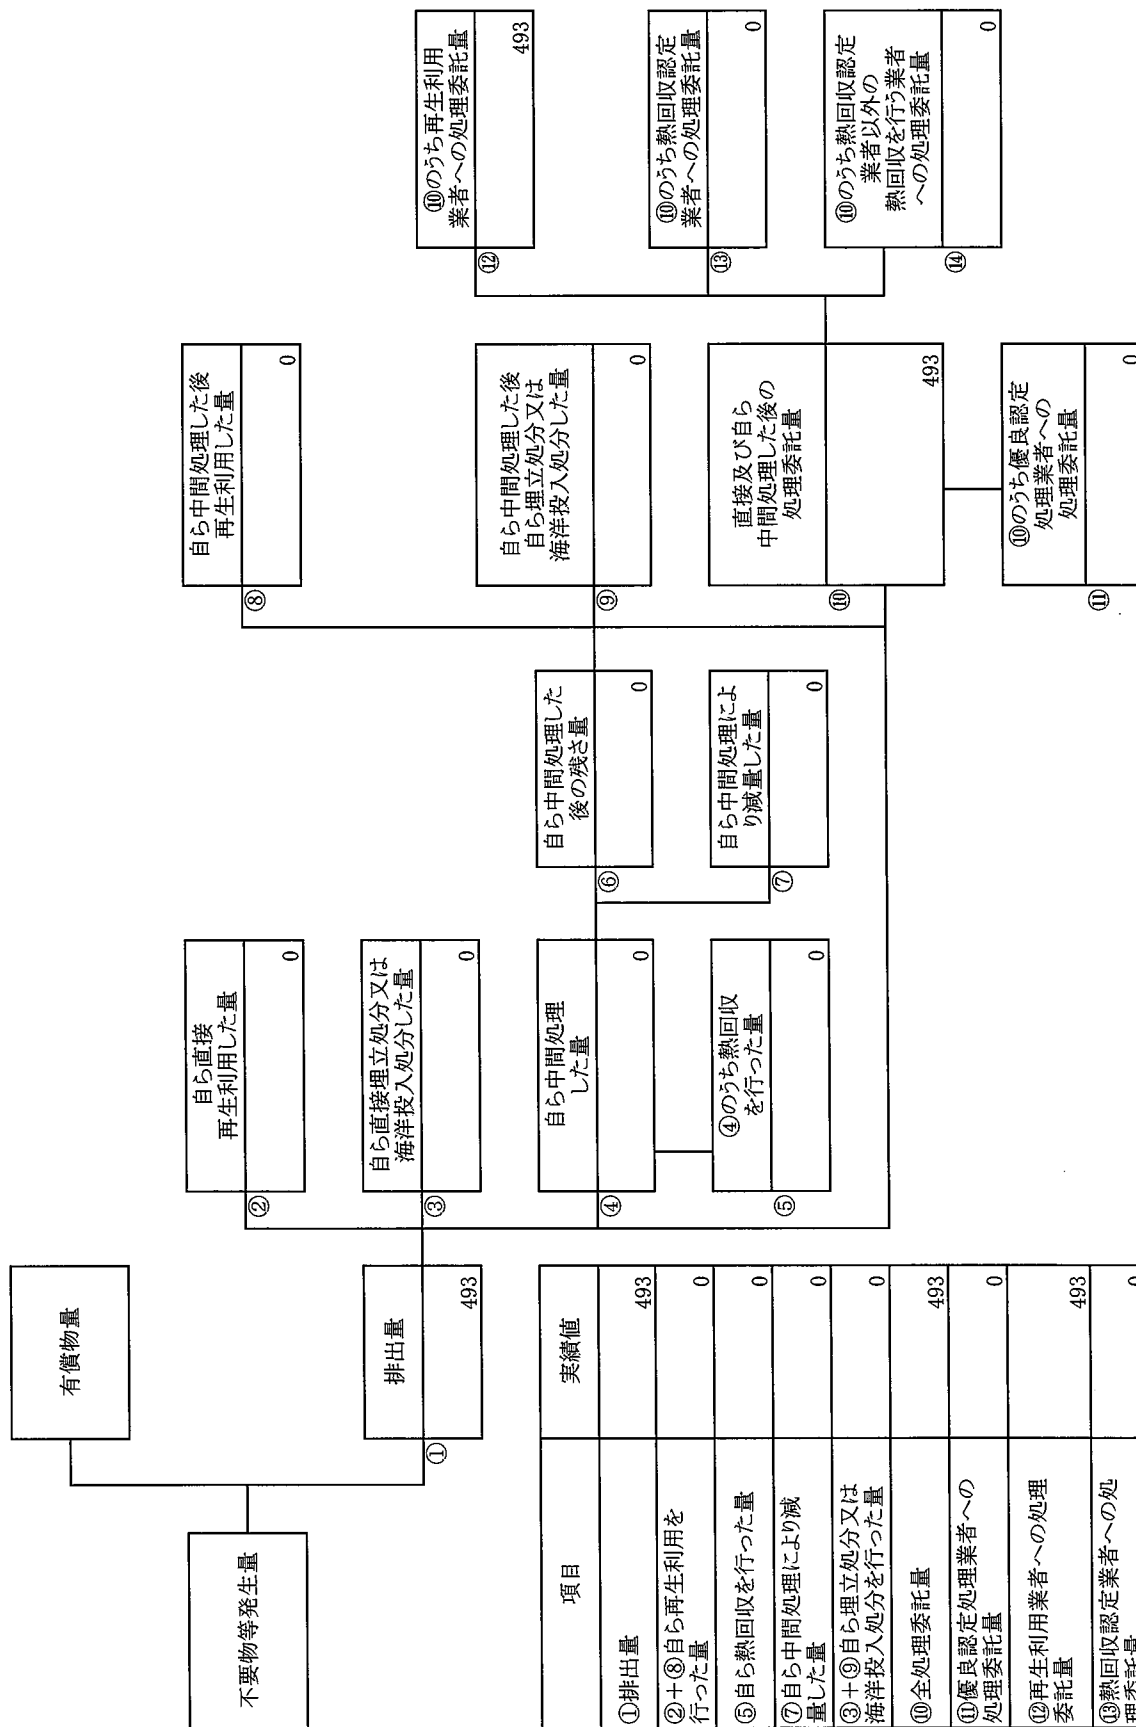 不要物等発生量
有償物量
①
排出量
493
②
自ら直接
再生利用した量
0
③
自ら直接埋立処分又は
海洋投入処分した量
0
④
自ら中間処理
した量
0
⑤
④のうち熱回収
を行った量
0
⑥
自ら中間処理した
後の残さ量
0
⑦
自ら中間処理によ
り減量した量
0
⑧
自ら中間処理した後
再生利用した量
0
⑨
自ら中間処理した後
自ら埋立処分又は
海洋投入処分した量
0
⑩
直接及び自ら
中間処理した後の
処理委託量
493
⑪
⑩のうち優良認定
処理業者への
処理委託量
0
⑫
⑩のうち再生利用
業者への処理委託量
493
⑬
⑩のうち熱回収認定
業者への処理委託量
0
⑭
⑩のうち熱回収認定
業者以外の
熱回収を行う業者
への処理委託量
0
項目
実績値
①排出量
493
②+⑧自ら再生利用を
行った量
0
⑤自ら熱回収を行った量
0
⑦自ら中間処理により減
量した量
0
③+⑨自ら埋立処分又は
海洋投入処分を行った量
0
⑩全処理委託量
493
⑪優良認定処理業者への
処理委託量
0
⑫再生利用業者への処理
委託量
493
⑬熱回収認定業者への処
理委託量
0